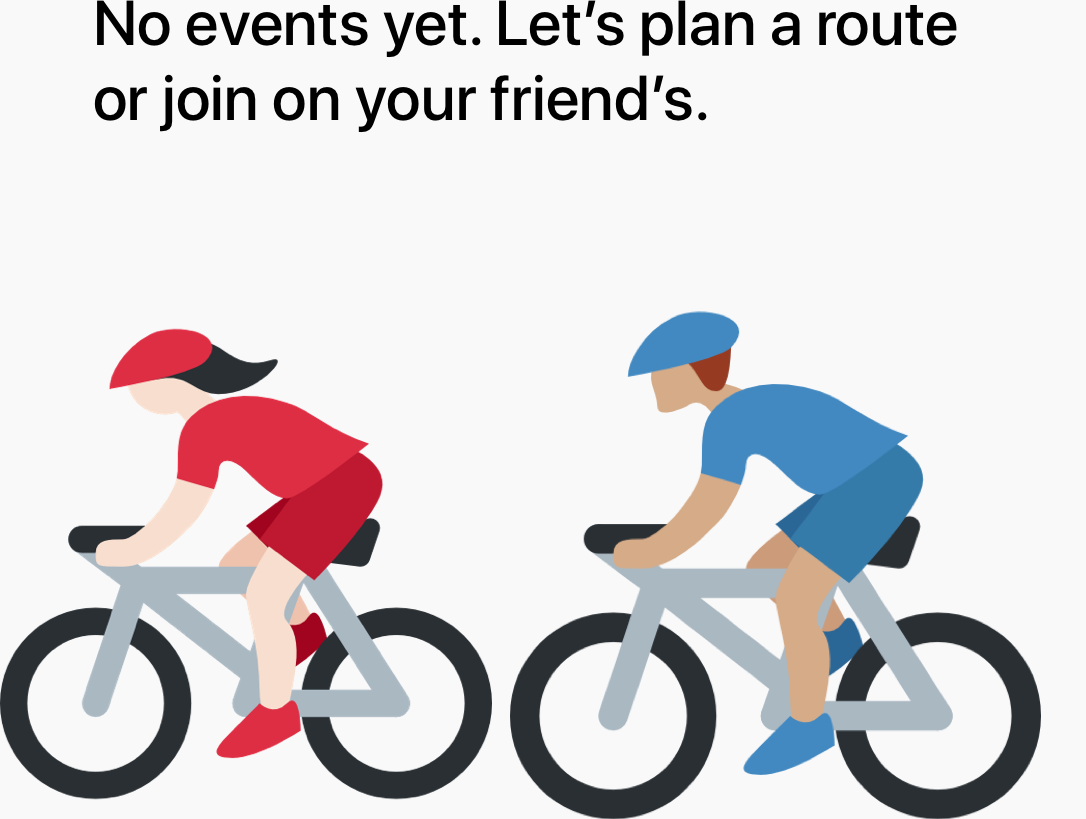 No events yet. Let’s plan a route
or join on your friend’s.